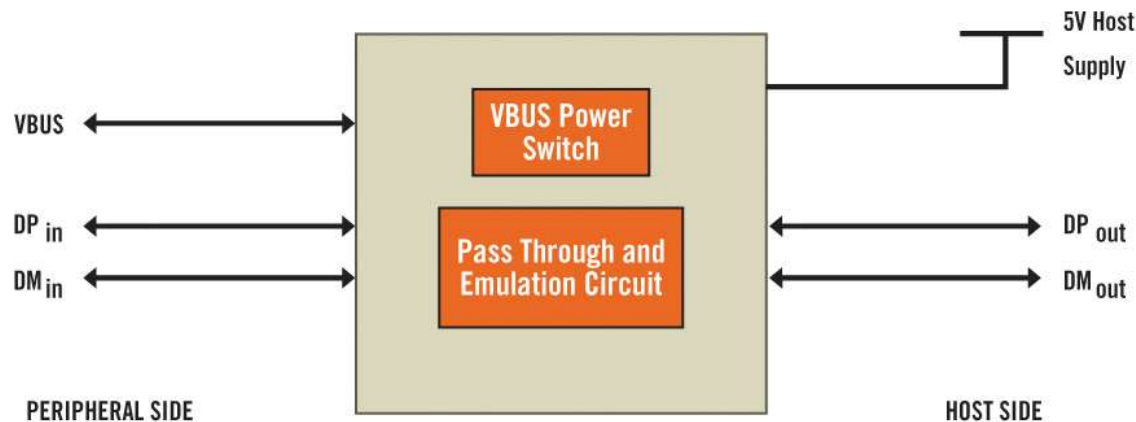 5V Host
Supply
VBUS Power
Switch
VBUS
DP in
DP out
Pass Through and
Emulation Circuit
DM in
DM out
PERIPHERAL SIDE
HOST SIDE